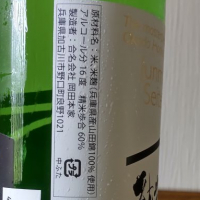 原材料名：米、米麹（兵庫県産山田錦100％使用）
アルコール分16度　精米歩合60％
製造者：合名会社 岡田本家
兵庫県加古川市野口町良野1021
中ふた